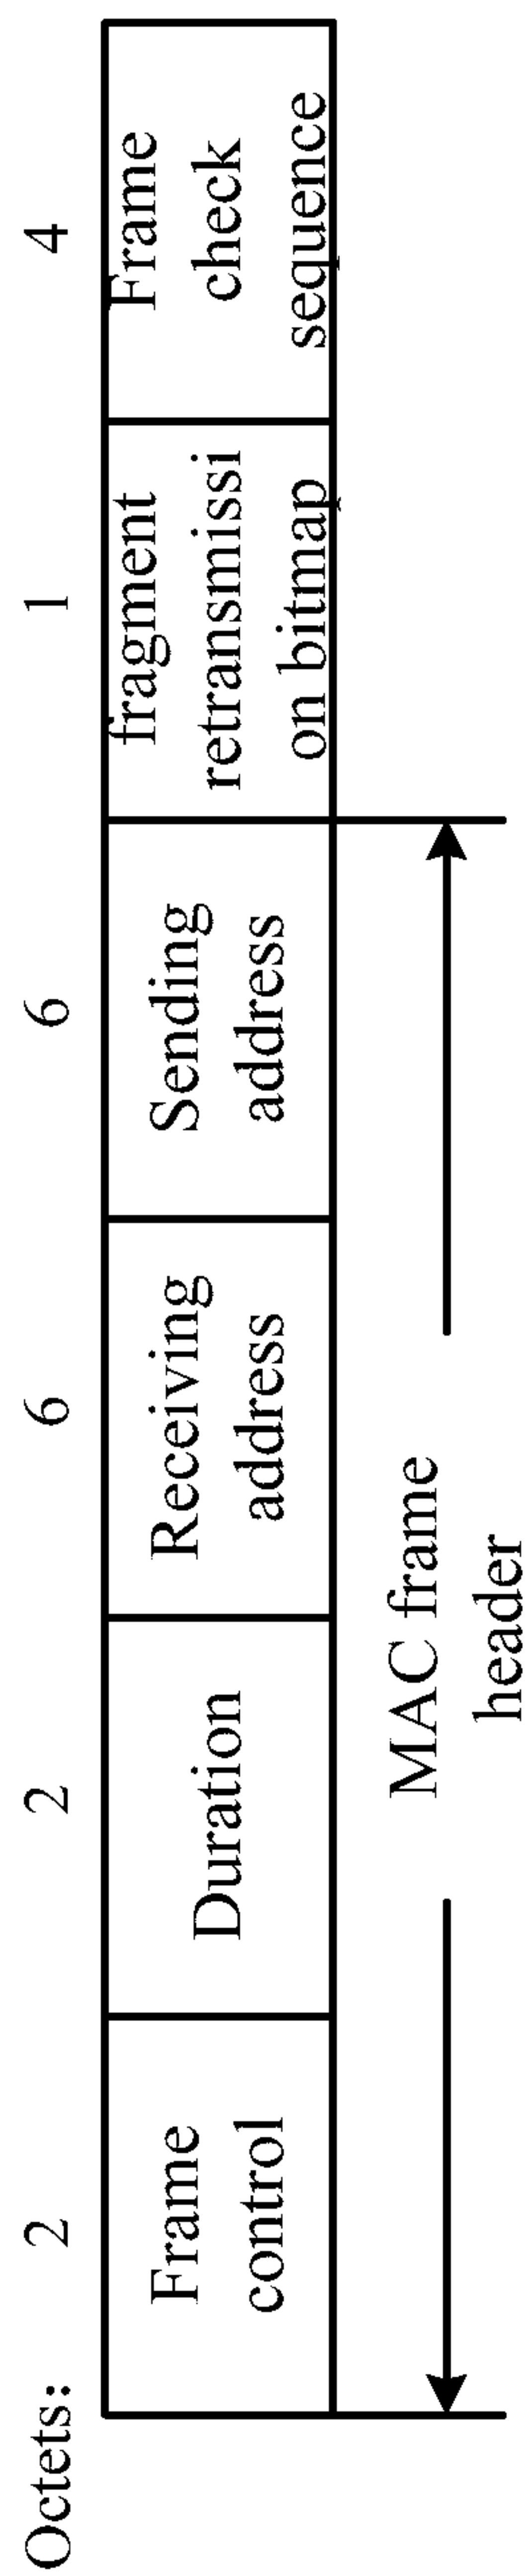 Octets: 2 2 6 6 1 4
Frame
control
Duration
Receiving
address
Sending
address
fragment
retransmissi
on bitmap
Frame
check
sequence
MAC frame
header